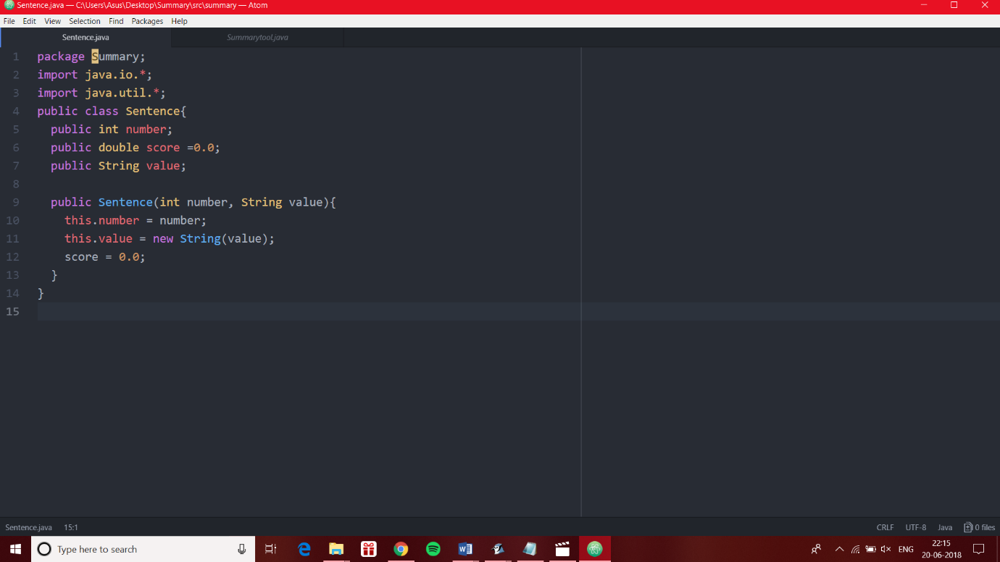 Sentence.java — C:\Users\Asus\Desktop\Summary\src\summary — Atom
File Edit View Selection Find Packages Help
Sentence.java Summarytool.java
1 package Summary;
2 import java.io.*;
3 import java.util.*;
4 public class Sentence{
5 public int number;
6 public double score =0.0;
7 public String value;
8
9 public Sentence(int number, String value){
10 this.number = number;
11 this.value = new String(value);
12 score = 0.0;
13 }
14 }
15
Sentence.java 15:1 CRLF UTF-8 Java 0 files
Type here to search ENG 22:15
20-06-2018